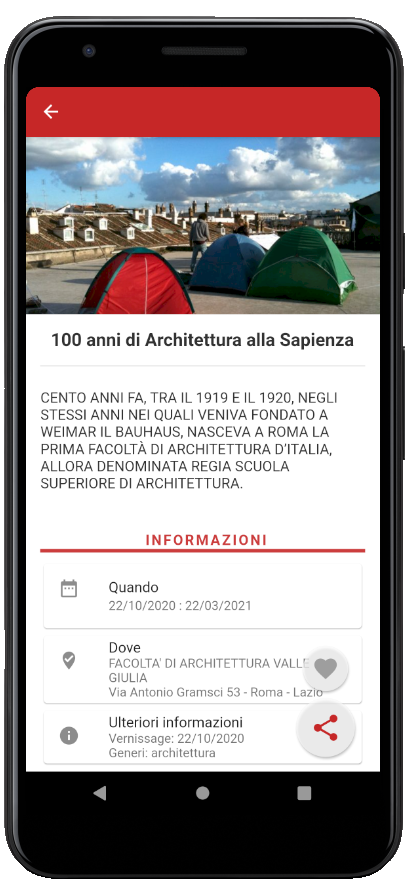 100 anni di Architettura alla Sapienza
CENTO ANNI FA, TRA IL 1919 E IL 1920, NEGLI
STESSI ANNI NEI QUALI VENIVA FONDATO A
WEIMAR IL BAUHAUS, NASCEVA A ROMA LA
PRIMA FACOLTÀ DI ARCHITETTURA D'ITALIA,
ALLORA DENOMINATA REGIA SCUOLA
SUPERIORE DI ARCHITETTURA.
INFORMAZIONI
Quando
22/10/2020 : 22/03/2021
Dove
FACOLTA' DI ARCHITETTURA VALLE
GIULIA
Via Antonio Gramsci 53 - Roma - Lazio
Ulteriori informazioni
Vernissage: 22/10/2020
Generi: architettura